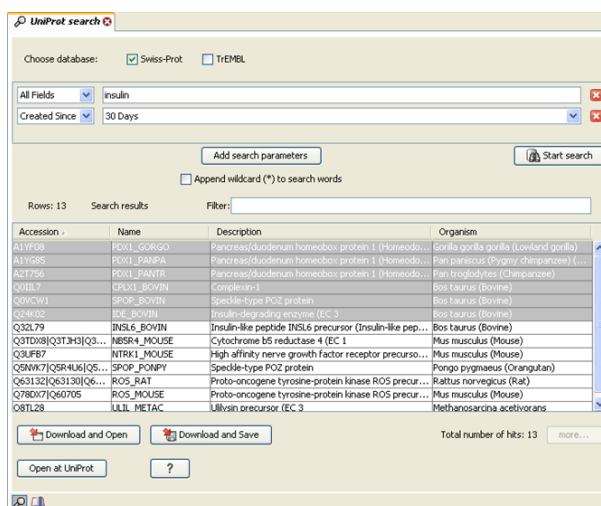 UniProt search
Choose database: Swiss-Prot TrEMBL
All Fields insulin
Created Since 30 Days
Add search parameters Start search
Append wildcard (*) to search words
Rows: 13 Search results Filter:
Accession Name Description Organism
A1YF08 PDX1_GORGO Pancreas/duodenum homeobox protein 1 (Homeodo... Gorilla gorilla gorilla (Lowland gorilla)
A1YG85 PDX1_PANPA Pancreas/duodenum homeobox protein 1 (Homeodo... Pan paniscus (Pygmy chimpanzee) (...
A2T756 PDX1_PANTR Pancreas/duodenum homeobox protein 1 (Homeodo... Pan troglodytes (Chimpanzee)
Q0IIL7 CPLX1_BOVIN Complexin-1 Bos taurus (Bovine)
Q0VCW1 SPOP_BOVIN Speckle-type POZ protein Bos taurus (Bovine)
Q24K02 IDE_BOVIN Insulin-degrading enzyme (EC 3 Bos taurus (Bovine)
Q32L79 INSL6_BOVIN Insulin-like peptide INSL6 precursor (Insulin-like pep... Bos taurus (Bovine)
Q3TDX8|Q3TJH3|Q3... NB5R4_MOUSE Cytochrome b5 reductase 4 (EC 1 Mus musculus (Mouse)
Q3UFB7 NTRK1_MOUSE High affinity nerve growth factor receptor precurso... Mus musculus (Mouse)
Q5NVK7|Q5R4U6|Q5... SPOP_PONPY Speckle-type POZ protein Pongo pygmaeus (Orangutan)
Q63132|Q63130|Q6... ROS_RAT Proto-oncogene tyrosine-protein kinase ROS precur... Rattus norvegicus (Rat)
Q78DX7|Q60705 ROS_MOUSE Proto-oncogene tyrosine-protein kinase ROS precur... Mus musculus (Mouse)
Q8TL28 ULIL_METAC Ulilysin precursor (EC 3 Methanosarcina acetivorans
Download and Open Download and Save Total number of hits: 13 more...
Open at UniProt ?